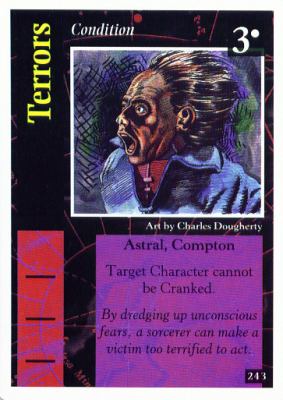 Terrors
Condition
3•
Art by Charles Dougherty
Astral, Compton
Target Character cannot
be Cranked.
By dredging up unconscious
fears, a sorcerer can make a
victim too terrified to act.
243